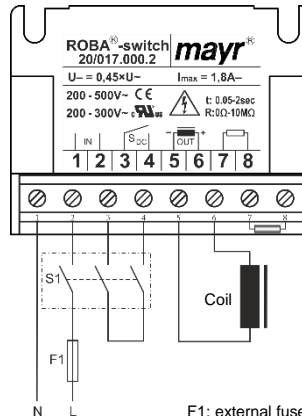 ROBA®-switch
20/017.000.2
mayr®
U– = 0,45×U~
Imax = 1,8A–
200 - 500V~ CE
200 - 300V~ c RU us
t: 0.05-2sec
R:0Ω-10MΩ
IN
SDC
– OUT +
1 2 3 4 5 6 7 8
1 2 3 4 5 6 7 8
S1
Coil
F1
N L
F1: external fuse